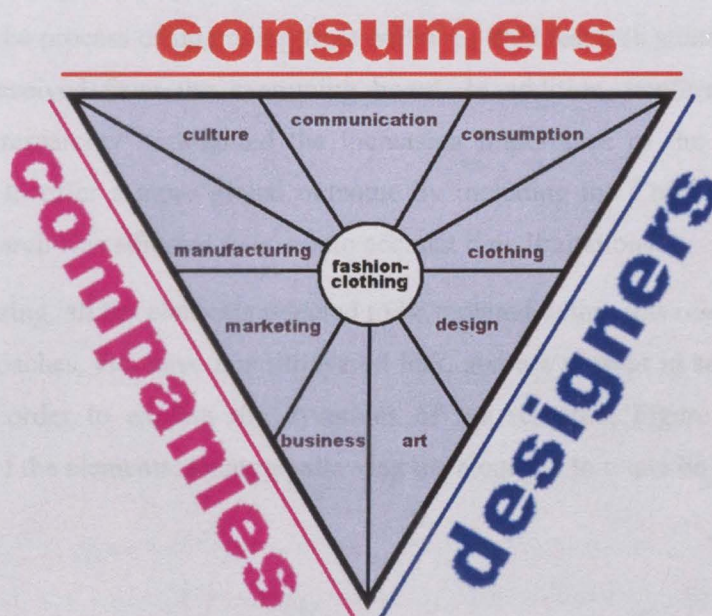 consumers
communication
culture
consumption
manufacturing
clothing
fashion-
clothing
marketing
design
business
art
companies
designers